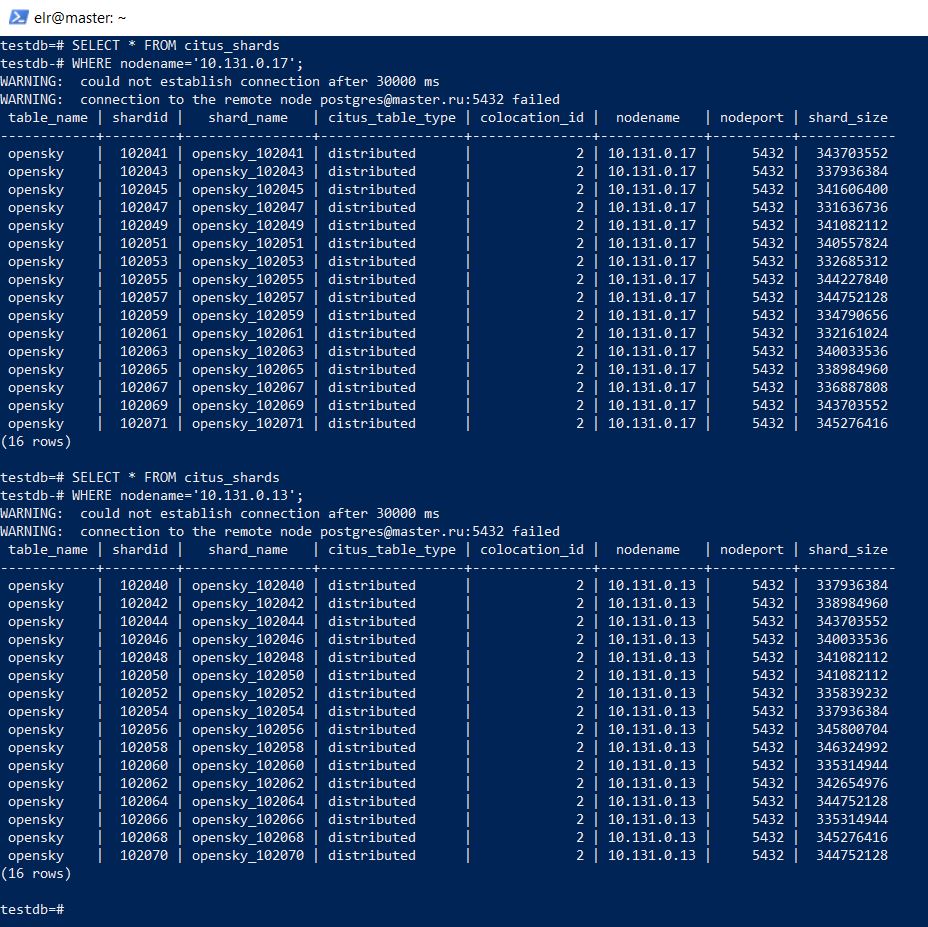 elr@master: ~
testdb=# SELECT * FROM citus_shards
testdb-# WHERE nodename='10.131.0.17';
WARNING:  could not establish connection after 30000 ms
WARNING:  connection to the remote node postgres@master.ru:5432 failed
 table_name | shardid |   shard_name   | citus_table_type | colocation_id |  nodename   | nodeport | shard_size
------------+---------+----------------+------------------+---------------+-------------+----------+------------
 opensky    |  102041 | opensky_102041 | distributed      |             2 | 10.131.0.17 |     5432 |  343703552
 opensky    |  102043 | opensky_102043 | distributed      |             2 | 10.131.0.17 |     5432 |  337936384
 opensky    |  102045 | opensky_102045 | distributed      |             2 | 10.131.0.17 |     5432 |  341606400
 opensky    |  102047 | opensky_102047 | distributed      |             2 | 10.131.0.17 |     5432 |  331636736
 opensky    |  102049 | opensky_102049 | distributed      |             2 | 10.131.0.17 |     5432 |  341082112
 opensky    |  102051 | opensky_102051 | distributed      |             2 | 10.131.0.17 |     5432 |  340557824
 opensky    |  102053 | opensky_102053 | distributed      |             2 | 10.131.0.17 |     5432 |  332685312
 opensky    |  102055 | opensky_102055 | distributed      |             2 | 10.131.0.17 |     5432 |  344227840
 opensky    |  102057 | opensky_102057 | distributed      |             2 | 10.131.0.17 |     5432 |  344752128
 opensky    |  102059 | opensky_102059 | distributed      |             2 | 10.131.0.17 |     5432 |  334790656
 opensky    |  102061 | opensky_102061 | distributed      |             2 | 10.131.0.17 |     5432 |  332161024
 opensky    |  102063 | opensky_102063 | distributed      |             2 | 10.131.0.17 |     5432 |  340033536
 opensky    |  102065 | opensky_102065 | distributed      |             2 | 10.131.0.17 |     5432 |  338984960
 opensky    |  102067 | opensky_102067 | distributed      |             2 | 10.131.0.17 |     5432 |  336887808
 opensky    |  102069 | opensky_102069 | distributed      |             2 | 10.131.0.17 |     5432 |  343703552
 opensky    |  102071 | opensky_102071 | distributed      |             2 | 10.131.0.17 |     5432 |  345276416
(16 rows)
testdb=# SELECT * FROM citus_shards
testdb-# WHERE nodename='10.131.0.13';
WARNING:  could not establish connection after 30000 ms
WARNING:  connection to the remote node postgres@master.ru:5432 failed
 table_name | shardid |   shard_name   | citus_table_type | colocation_id |  nodename   | nodeport | shard_size
------------+---------+----------------+------------------+---------------+-------------+----------+------------
 opensky    |  102040 | opensky_102040 | distributed      |             2 | 10.131.0.13 |     5432 |  337936384
 opensky    |  102042 | opensky_102042 | distributed      |             2 | 10.131.0.13 |     5432 |  338984960
 opensky    |  102044 | opensky_102044 | distributed      |             2 | 10.131.0.13 |     5432 |  343703552
 opensky    |  102046 | opensky_102046 | distributed      |             2 | 10.131.0.13 |     5432 |  340033536
 opensky    |  102048 | opensky_102048 | distributed      |             2 | 10.131.0.13 |     5432 |  341082112
 opensky    |  102050 | opensky_102050 | distributed      |             2 | 10.131.0.13 |     5432 |  341082112
 opensky    |  102052 | opensky_102052 | distributed      |             2 | 10.131.0.13 |     5432 |  335839232
 opensky    |  102054 | opensky_102054 | distributed      |             2 | 10.131.0.13 |     5432 |  337936384
 opensky    |  102056 | opensky_102056 | distributed      |             2 | 10.131.0.13 |     5432 |  345800704
 opensky    |  102058 | opensky_102058 | distributed      |             2 | 10.131.0.13 |     5432 |  346324992
 opensky    |  102060 | opensky_102060 | distributed      |             2 | 10.131.0.13 |     5432 |  335314944
 opensky    |  102062 | opensky_102062 | distributed      |             2 | 10.131.0.13 |     5432 |  342654976
 opensky    |  102064 | opensky_102064 | distributed      |             2 | 10.131.0.13 |     5432 |  344752128
 opensky    |  102066 | opensky_102066 | distributed      |             2 | 10.131.0.13 |     5432 |  335314944
 opensky    |  102068 | opensky_102068 | distributed      |             2 | 10.131.0.13 |     5432 |  345276416
 opensky    |  102070 | opensky_102070 | distributed      |             2 | 10.131.0.13 |     5432 |  344752128
(16 rows)
testdb=#